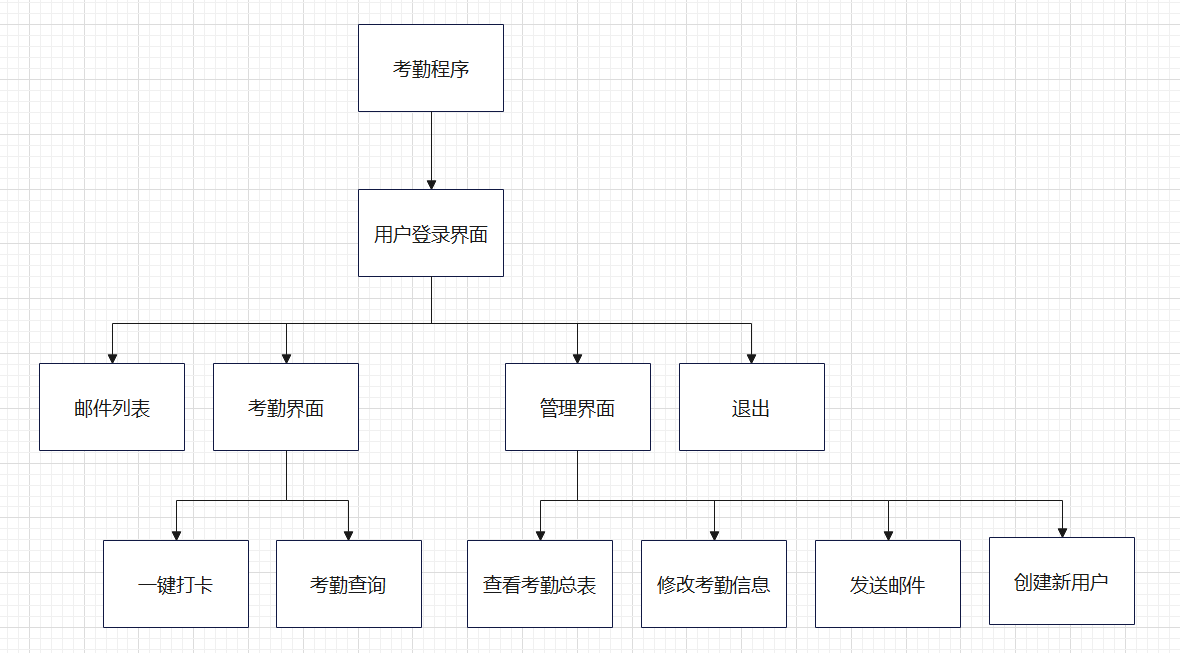 考勤程序
用户登录界面
邮件列表
考勤界面
管理界面
退出
一键打卡
考勤查询
查看考勤总表
修改考勤信息
发送邮件
创建新用户